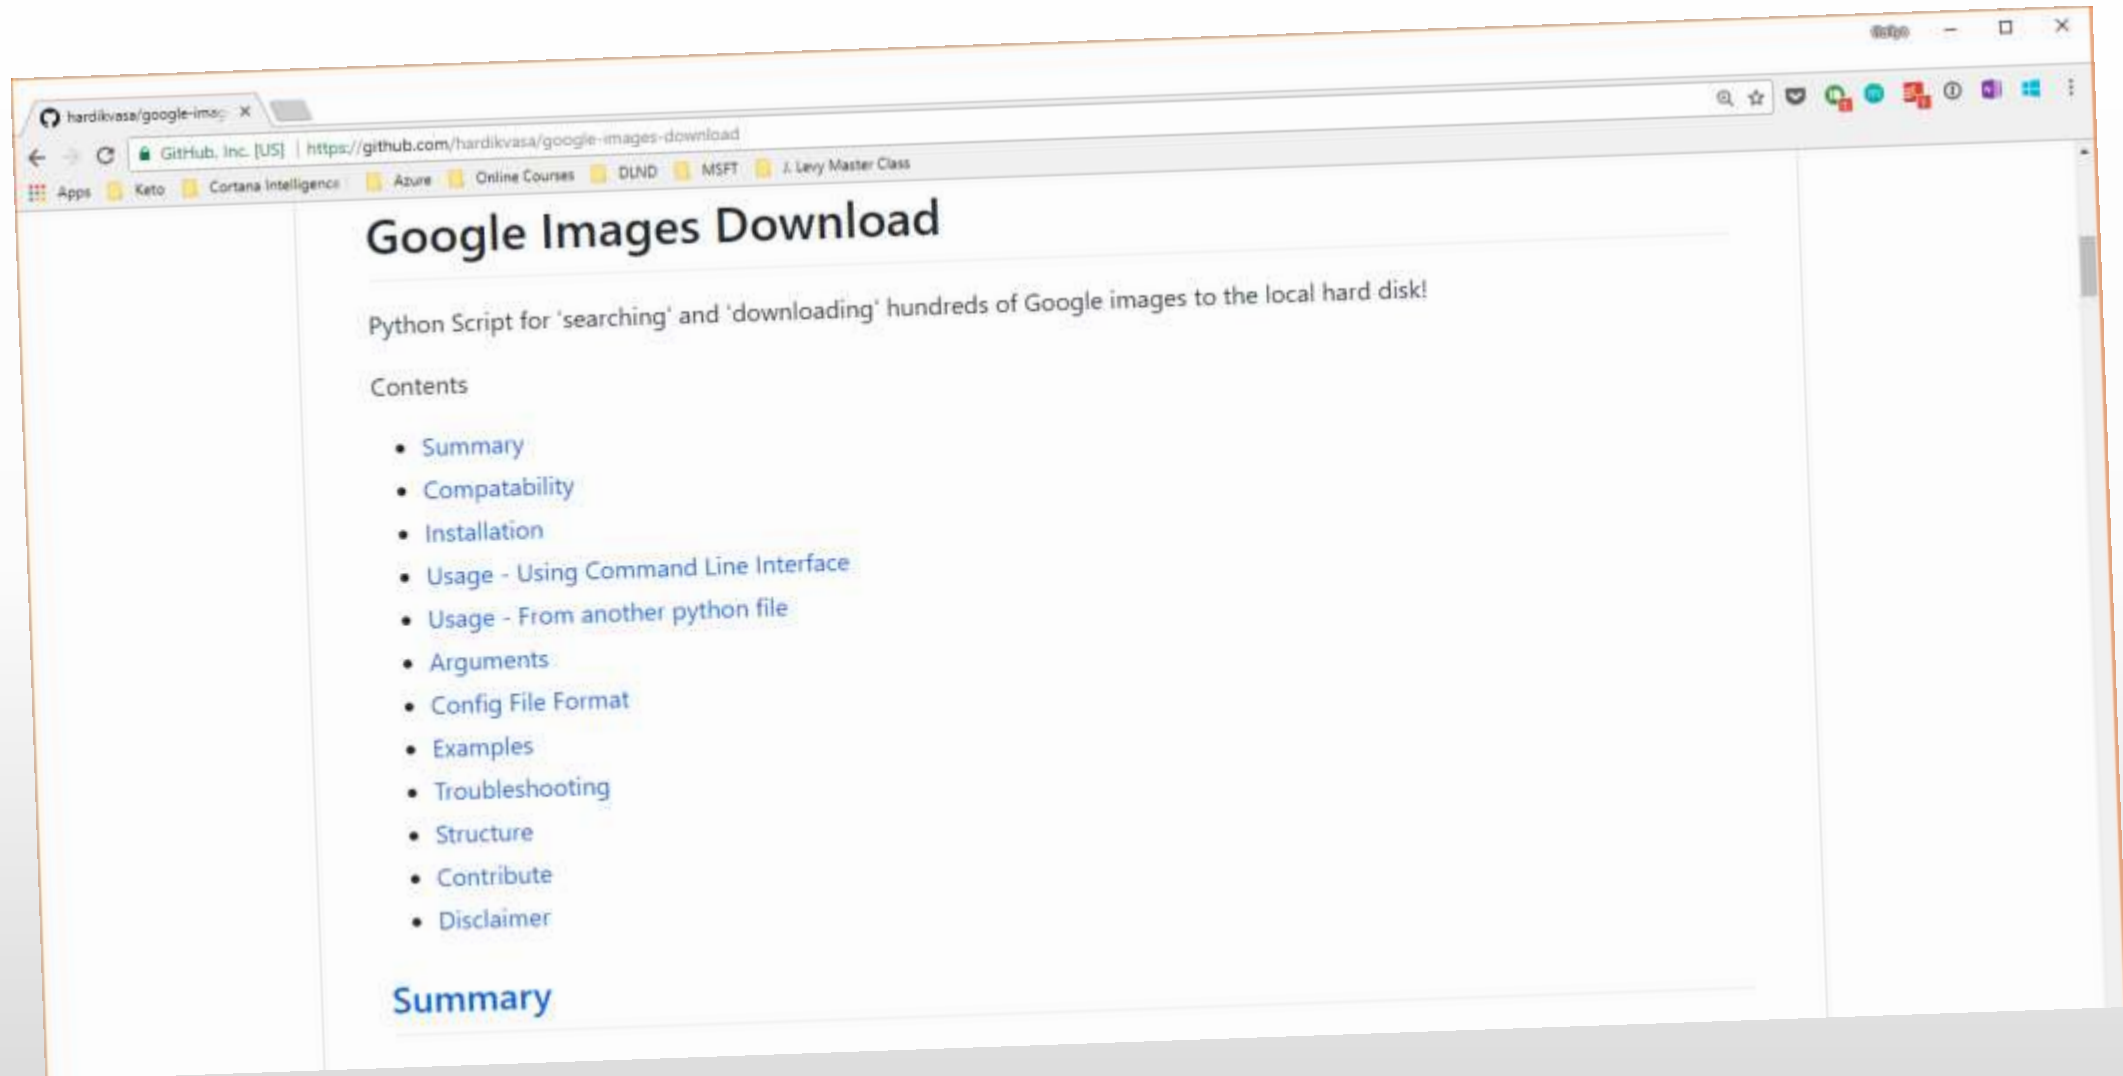 hardikvasa/google-imag
GitHub, Inc. [US] | https://github.com/hardikvasa/google-images-download
Apps Keto Cortana Intelligence Azure Online Courses DLND MSFT J. Levy Master Class
Google Images Download
Python Script for 'searching' and 'downloading' hundreds of Google images to the local hard disk!
Contents
Summary
Compatability
Installation
Usage - Using Command Line Interface
Usage - From another python file
Arguments
Config File Format
Examples
Troubleshooting
Structure
Contribute
Disclaimer
Summary